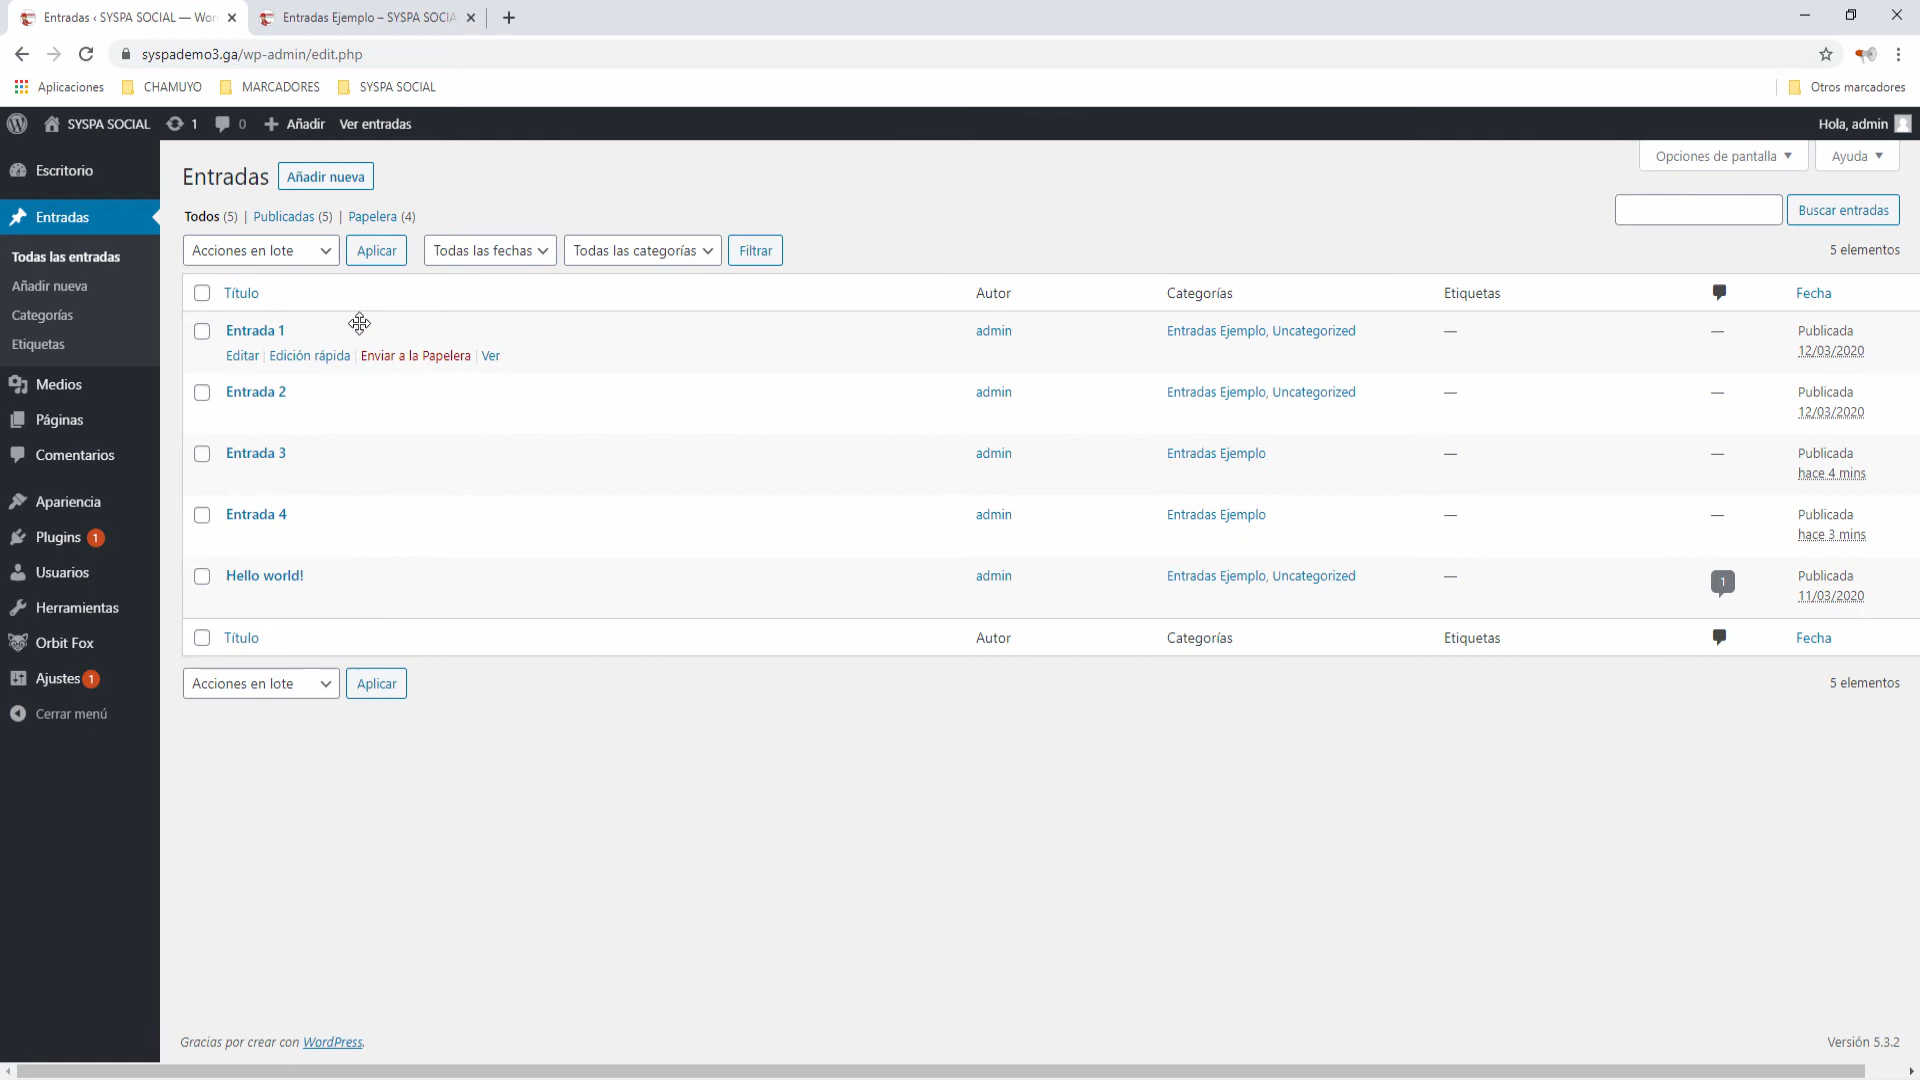 Entradas ‹ SYSPA SOCIAL — Wor
Entradas Ejemplo – SYSPA SOCIA
syspademo3.ga/wp-admin/edit.php
Aplicaciones
CHAMUYO
MARCADORES
SYSPA SOCIAL
Otros marcadores
SYSPA SOCIAL
1
0
Añadir
Ver entradas
Hola, admin
Escritorio
Entradas
Todas las entradas
Añadir nueva
Categorías
Etiquetas
Medios
Páginas
Comentarios
Apariencia
Plugins 1
Usuarios
Herramientas
Orbit Fox
Ajustes 1
Cerrar menú
Opciones de pantalla
Ayuda
Entradas
Añadir nueva
Todos (5) | Publicadas (5) | Papelera (4)
Buscar entradas
Acciones en lote
Aplicar
Todas las fechas
Todas las categorías
Filtrar
5 elementos
Título Autor Categorías Etiquetas Fecha
Entrada 1 admin Entradas Ejemplo, Uncategorized — — Publicada
12/03/2020
Editar | Edición rápida | Enviar a la Papelera | Ver
Entrada 2 admin Entradas Ejemplo, Uncategorized — — Publicada
12/03/2020
Entrada 3 admin Entradas Ejemplo — — Publicada
hace 4 mins
Entrada 4 admin Entradas Ejemplo — — Publicada
hace 3 mins
Hello world! admin Entradas Ejemplo, Uncategorized — 1 Publicada
11/03/2020
Título Autor Categorías Etiquetas Fecha
Acciones en lote
Aplicar
5 elementos
Gracias por crear con WordPress.
Versión 5.3.2